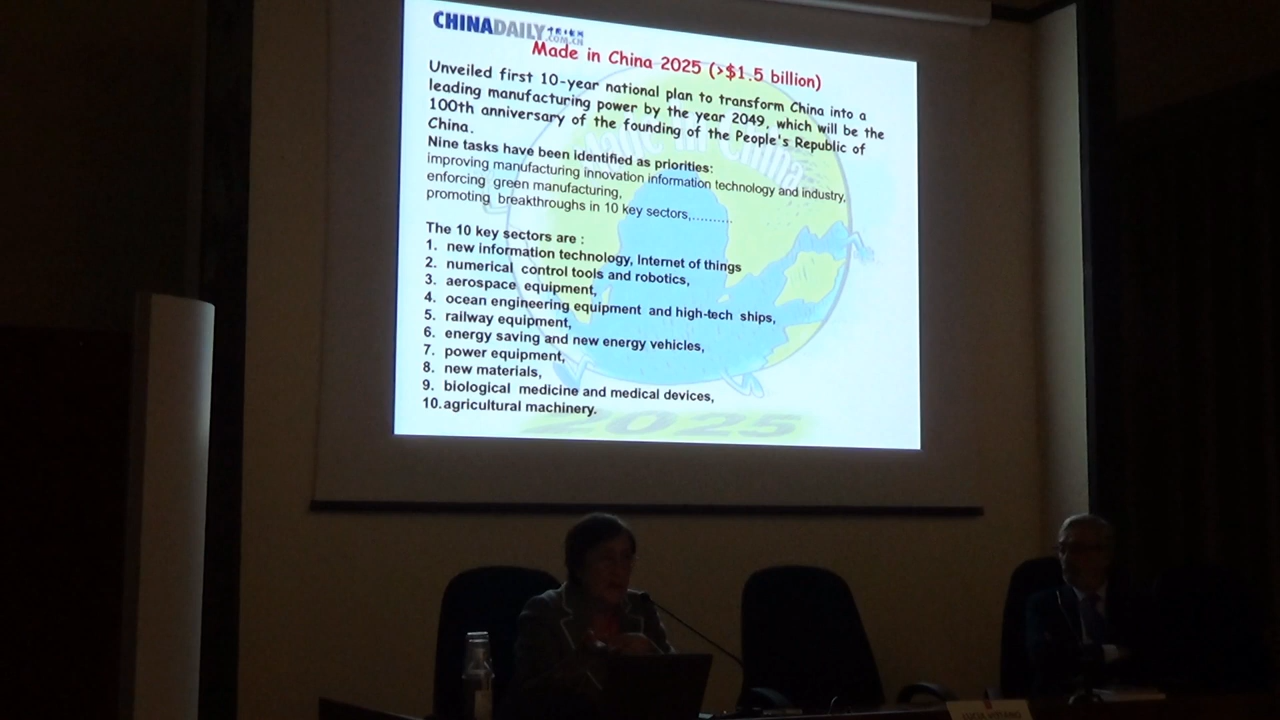 CHINADAILY
.COM.CN
Made in China 2025 (>$1.5 billion)
Unveiled first 10-year national plan to transform China into a
leading manufacturing power by the year 2049, which will be the
100th anniversary of the founding of the People's Republic of
China.
Nine tasks have been identified as priorities:
improving manufacturing innovation information technology and industry,
enforcing green manufacturing,
promoting breakthroughs in 10 key sectors,..........
The 10 key sectors are :
1. new information technology, Internet of things
2. numerical control tools and robotics,
3. aerospace equipment,
4. ocean engineering equipment and high-tech ships,
5. railway equipment,
6. energy saving and new energy vehicles,
7. power equipment,
8. new materials,
9. biological medicine and medical devices,
10. agricultural machinery.
Made in China
2025